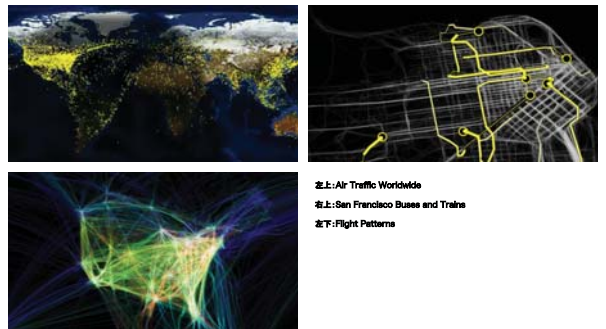 左上:Air Traffic Worldwide
右上:San Francisco Buses and Trains
左下:Flight Patterns